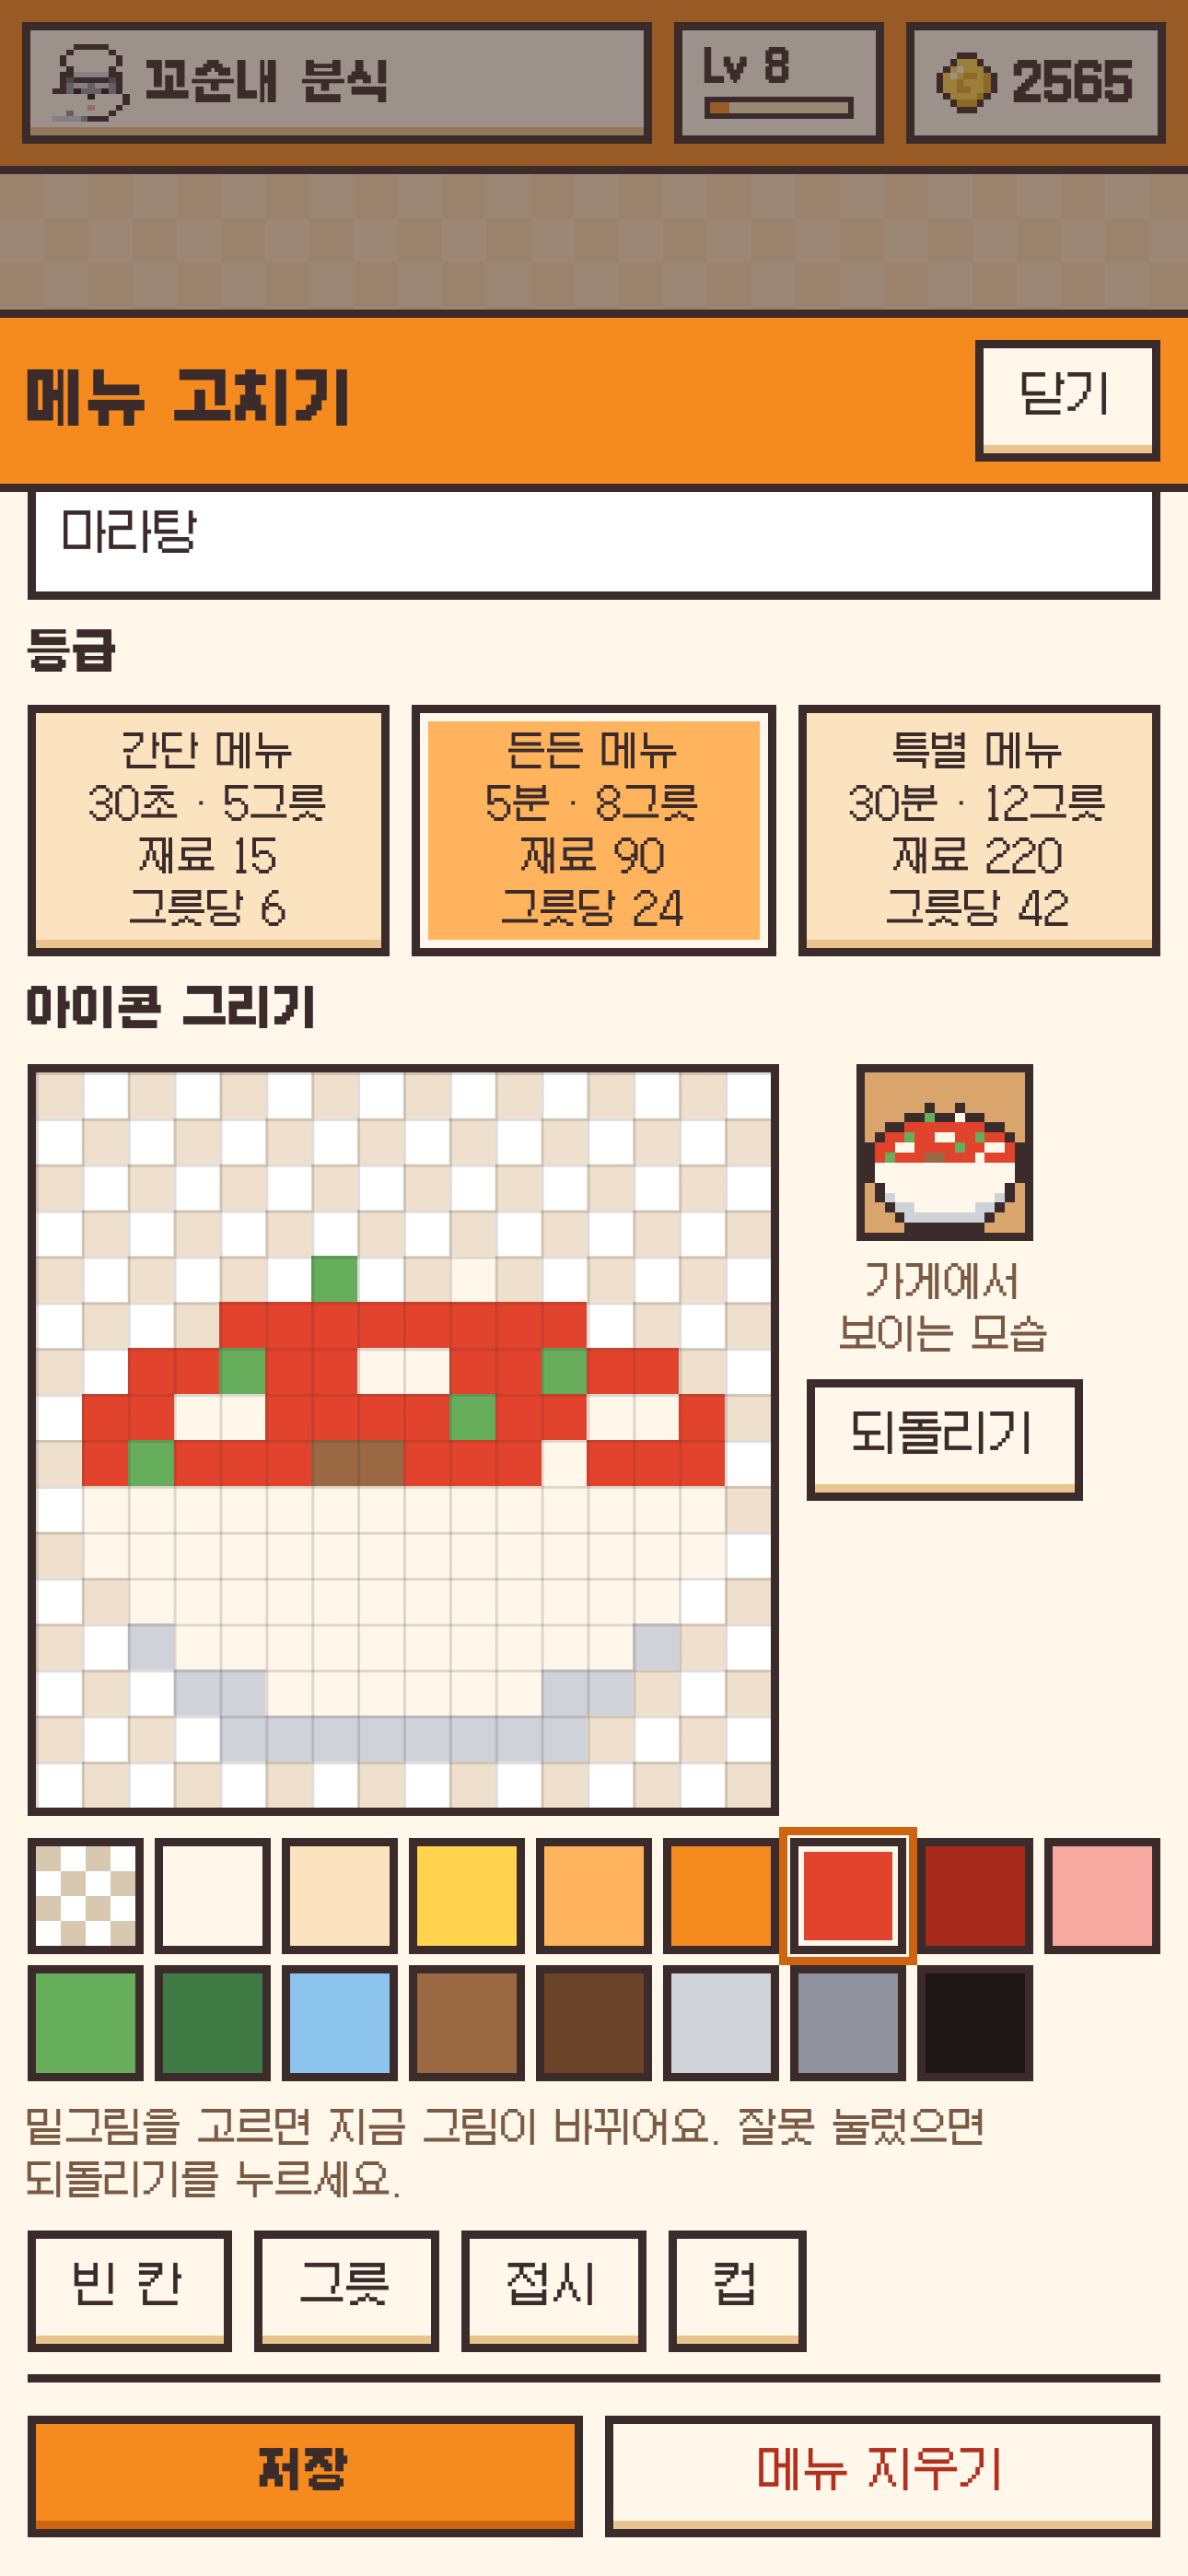 꼬순내 분식
Lv 8
2565
메뉴 고치기
닫기
마라탕
등급
간단 메뉴
30초 · 5그릇
재료 15
그릇당 6
든든 메뉴
5분 · 8그릇
재료 90
그릇당 24
특별 메뉴
30분 · 12그릇
재료 220
그릇당 42
아이콘 그리기
가게에서
보이는 모습
되돌리기
밑그림을 고르면 지금 그림이 바뀌어요. 잘못 눌렀으면
되돌리기를 누르세요.
빈 칸
그릇
접시
컵
저장
메뉴 지우기